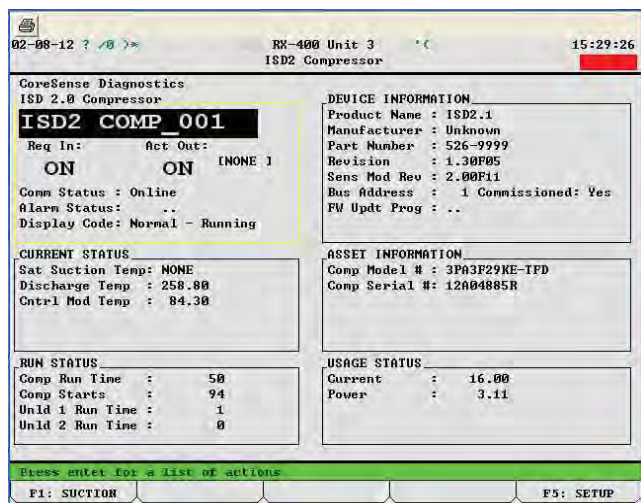 02-08-12 ? /0 >* RX-400 Unit 3 *( 15:29:26
ISD2 Compressor
CoreSense Diagnostics
ISD 2.0 Compressor
ISD2 COMP_001
Req In: Act Out:
ON ON [NONE ]
Comm Status : Online
Alarm Status: ..
Display Code: Normal - Running
DEVICE INFORMATION
Product Name : ISD2.1
Manufacturer : Unknown
Part Number : 526-9999
Revision : 1.30F05
Sens Mod Rev : 2.00F11
Bus Address : 1 Commissioned: Yes
FW Updt Prog : ..
CURRENT STATUS
Sat Suction Temp: NONE
Discharge Temp : 258.80
Cntrl Mod Temp : 84.30
ASSET INFORMATION
Comp Model # : 3PA3F29KE-TFD
Comp Serial #: 12A04885R
RUN STATUS
Comp Run Time : 50
Comp Starts : 94
Unld 1 Run Time : 1
Unld 2 Run Time : 0
USAGE STATUS
Current : 16.00
Power : 3.11
Press enter for a list of actions
F1: SUCTION F5: SETUP